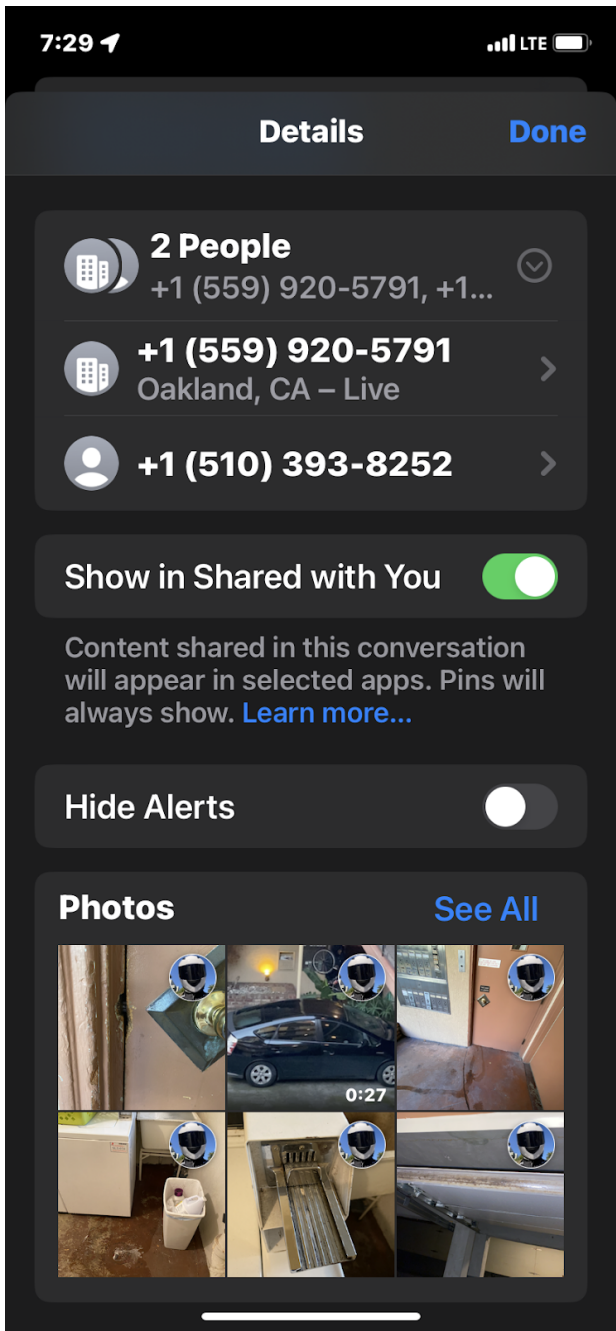 7:29
LTE
Details
Done
2 People
+1 (559) 920-5791, +1...
+1 (559) 920-5791
Oakland, CA – Live
+1 (510) 393-8252
Show in Shared with You
Content shared in this conversation
will appear in selected apps. Pins will
always show. Learn more...
Hide Alerts
Photos
See All
0:27